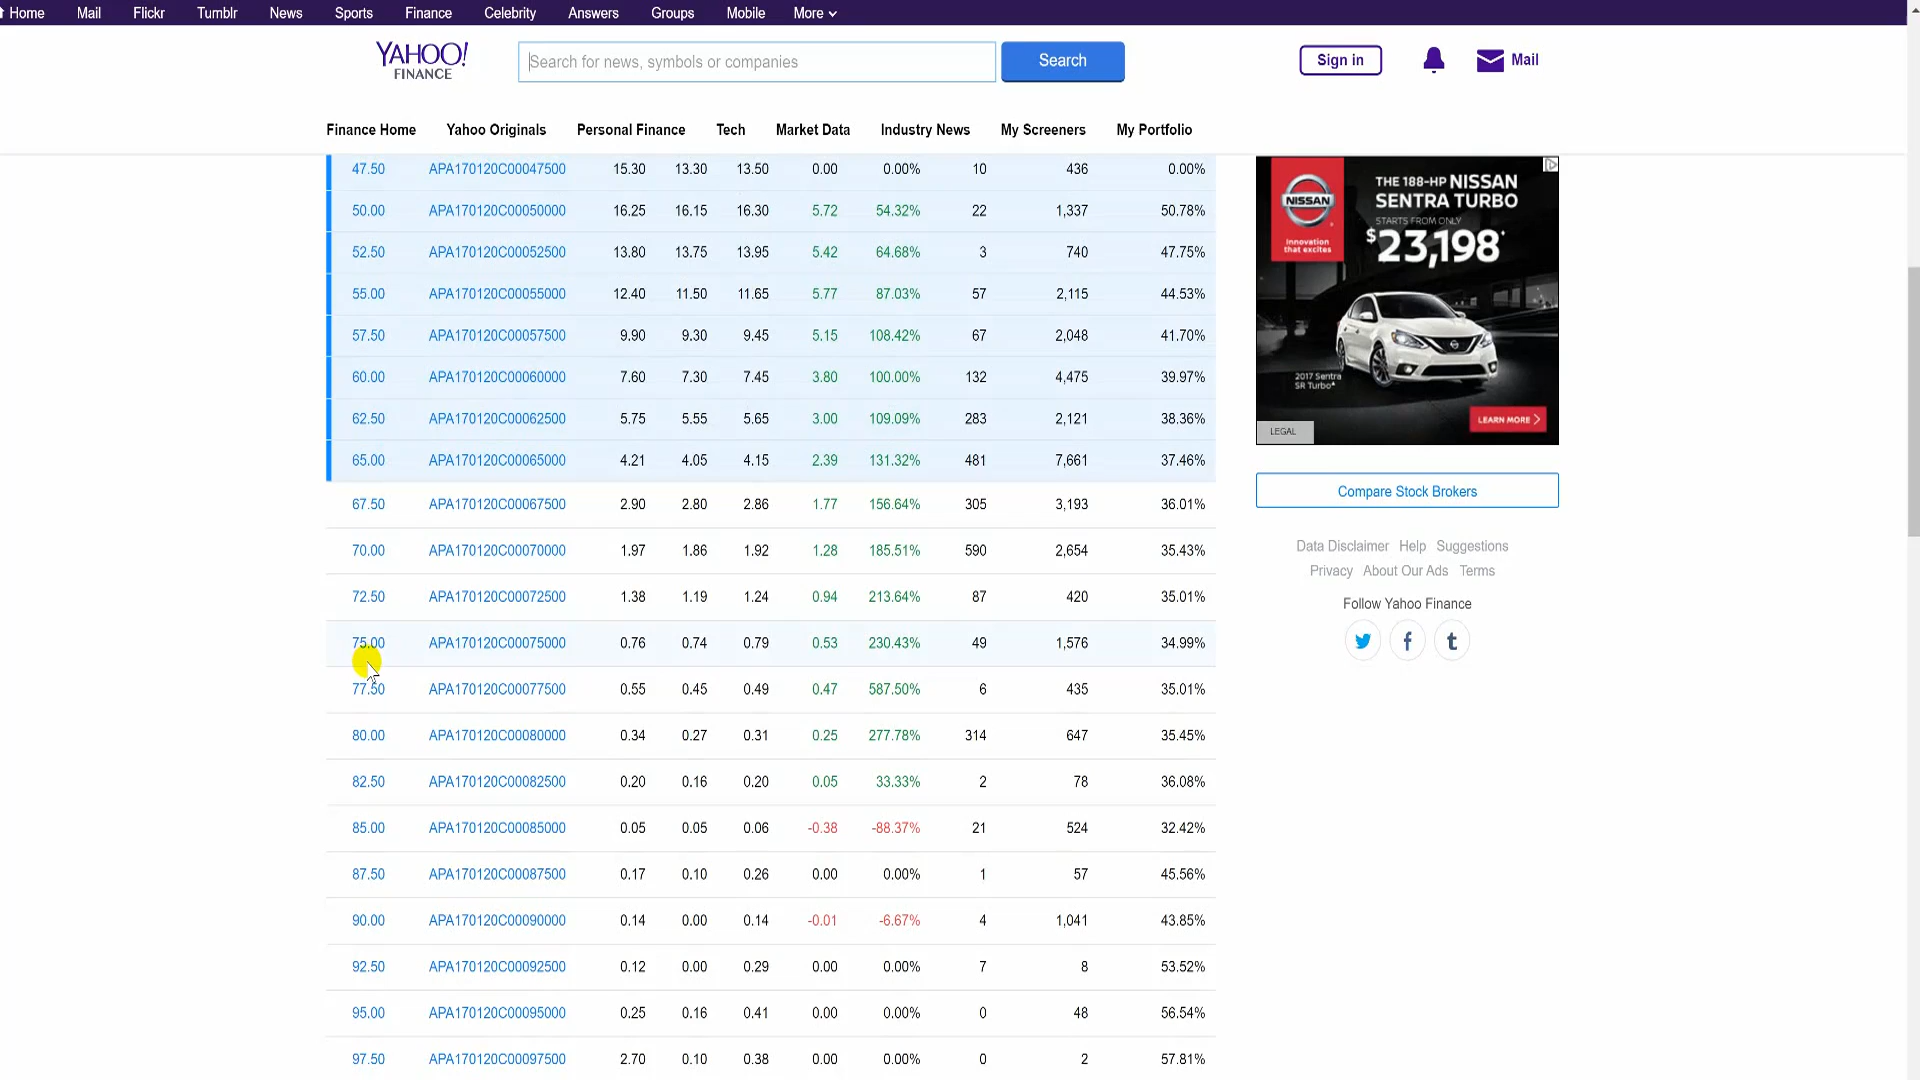 Home Mail Flickr Tumblr News Sports Finance Celebrity Answers Groups Mobile More
YAHOO! FINANCE
Search for news, symbols or companies
Search
Sign in
Mail
Finance Home Yahoo Originals Personal Finance Tech Market Data Industry News My Screeners My Portfolio
47.50 APA170120C00047500 15.30 13.30 13.50 0.00 0.00% 10 436 0.00%
50.00 APA170120C00050000 16.25 16.15 16.30 5.72 54.32% 22 1,337 50.78%
52.50 APA170120C00052500 13.80 13.75 13.95 5.42 64.68% 3 740 47.75%
55.00 APA170120C00055000 12.40 11.50 11.65 5.77 87.03% 57 2,115 44.53%
57.50 APA170120C00057500 9.90 9.30 9.45 5.15 108.42% 67 2,048 41.70%
60.00 APA170120C00060000 7.60 7.30 7.45 3.80 100.00% 132 4,475 39.97%
62.50 APA170120C00062500 5.75 5.55 5.65 3.00 109.09% 283 2,121 38.36%
65.00 APA170120C00065000 4.21 4.05 4.15 2.39 131.32% 481 7,661 37.46%
67.50 APA170120C00067500 2.90 2.80 2.86 1.77 156.64% 305 3,193 36.01%
70.00 APA170120C00070000 1.97 1.86 1.92 1.28 185.51% 590 2,654 35.43%
72.50 APA170120C00072500 1.38 1.19 1.24 0.94 213.64% 87 420 35.01%
75.00 APA170120C00075000 0.76 0.74 0.79 0.53 230.43% 49 1,576 34.99%
77.50 APA170120C00077500 0.55 0.45 0.49 0.47 587.50% 6 435 35.01%
80.00 APA170120C00080000 0.34 0.27 0.31 0.25 277.78% 314 647 35.45%
82.50 APA170120C00082500 0.20 0.16 0.20 0.05 33.33% 2 78 36.08%
85.00 APA170120C00085000 0.05 0.05 0.06 -0.38 -88.37% 21 524 32.42%
87.50 APA170120C00087500 0.17 0.10 0.26 0.00 0.00% 1 57 45.56%
90.00 APA170120C00090000 0.14 0.00 0.14 -0.01 -6.67% 4 1,041 43.85%
92.50 APA170120C00092500 0.12 0.00 0.29 0.00 0.00% 7 8 53.52%
95.00 APA170120C00095000 0.25 0.16 0.41 0.00 0.00% 0 48 56.54%
97.50 APA170120C00097500 2.70 0.10 0.38 0.00 0.00% 0 2 57.81%
NISSAN
Innovation
that excites
THE 188-HP NISSAN
SENTRA TURBO
STARTS FROM ONLY
$23,198*
2017 Sentra
SR Turbo▲
LEARN MORE
LEGAL
Compare Stock Brokers
Data Disclaimer Help Suggestions
Privacy About Our Ads Terms
Follow Yahoo Finance